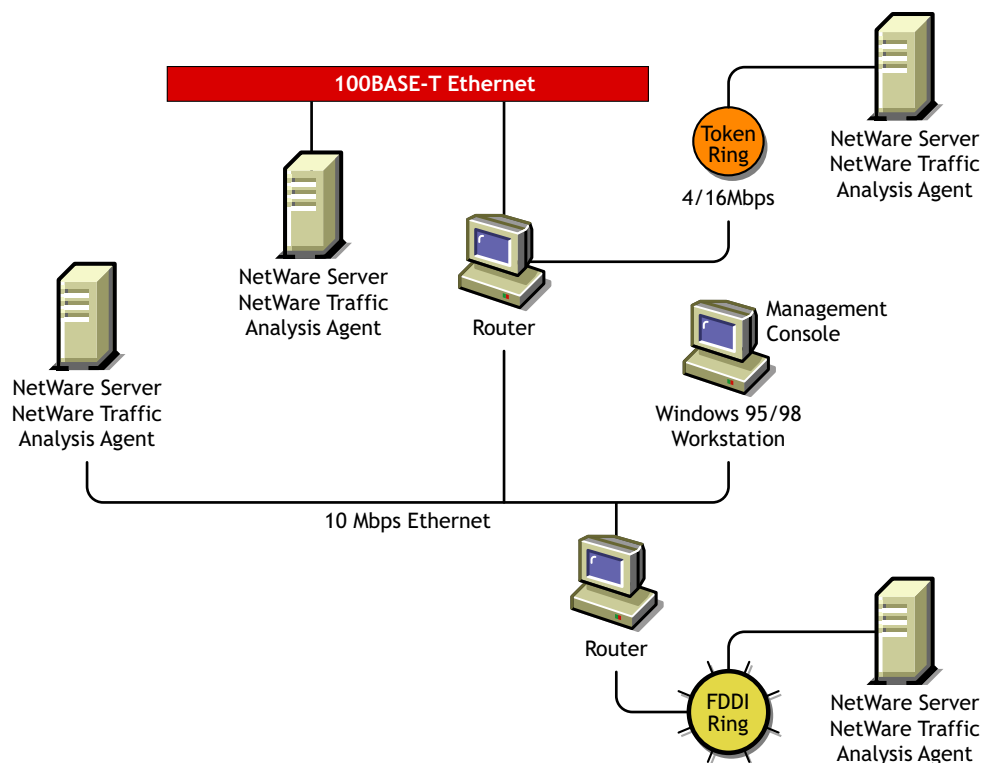 100BASE-T Ethernet
Token
Ring
4/16Mbps
NetWare Server
NetWare Traffic
Analysis Agent
NetWare Server
NetWare Traffic
Analysis Agent
Router
Management
Console
NetWare Server
NetWare Traffic
Analysis Agent
Windows 95/98
Workstation
10 Mbps Ethernet
Router
FDDI
Ring
NetWare Server
NetWare Traffic
Analysis Agent